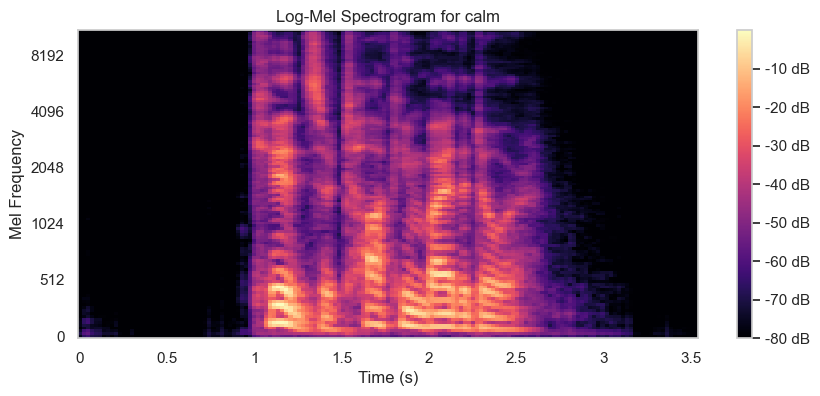 Log-Mel Spectrogram for calm
Mel Frequency
8192
4096
2048
1024
512
0
0 0.5 1 1.5 2 2.5 3 3.5
Time (s)
-10 dB
-20 dB
-30 dB
-40 dB
-50 dB
-60 dB
-70 dB
-80 dB